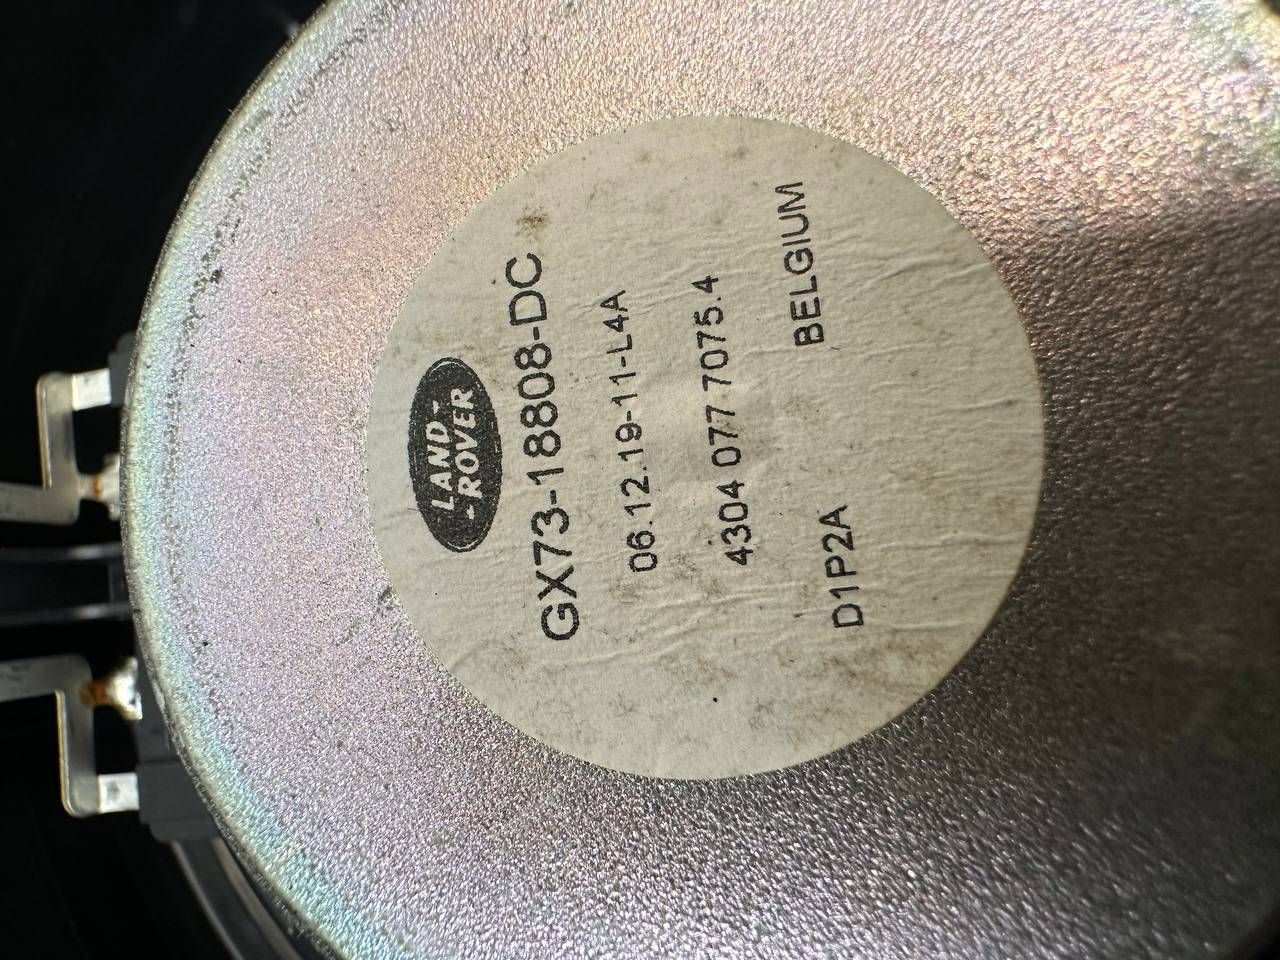 LAND-
-ROVER
GX73-18808-DC
06.12.19-11-L4A
4304 077 7075.4
D1P2A BELGIUM